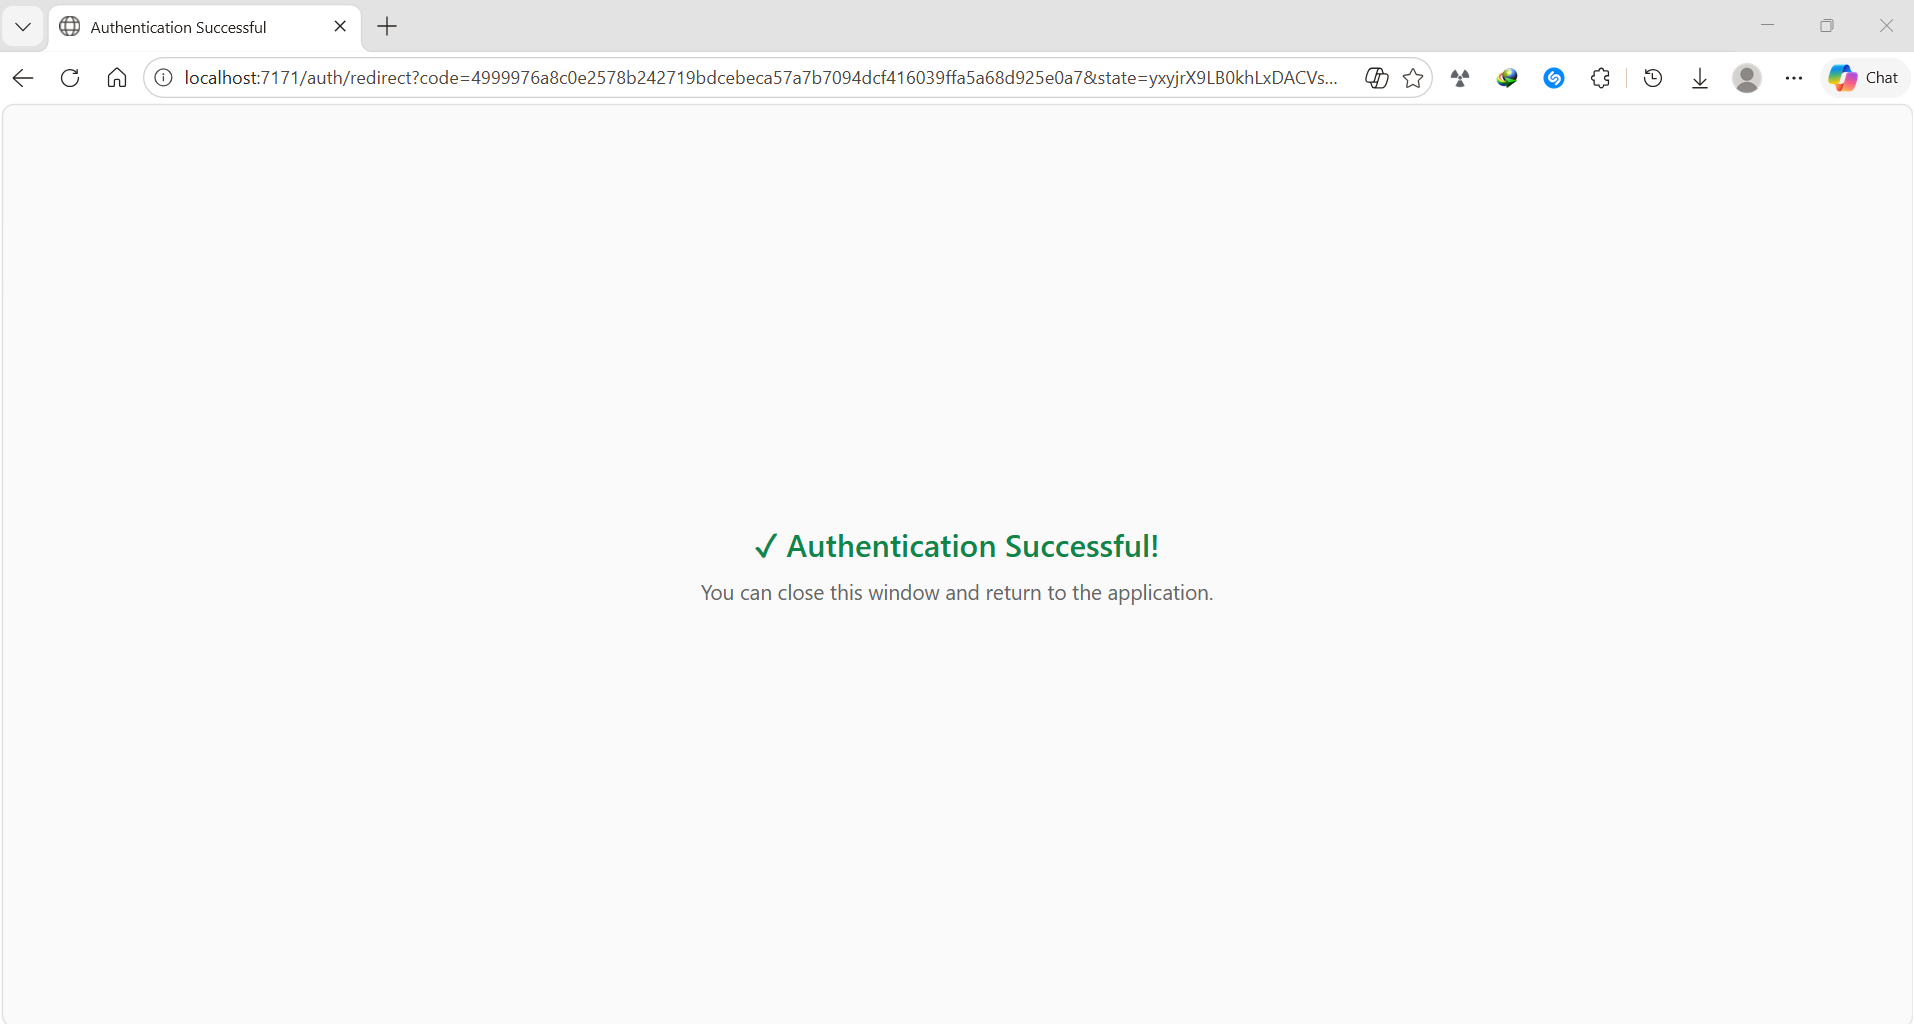 Authentication Successful
localhost:7171/auth/redirect?code=4999976a8c0e2578b242719bdcebeca57a7b7094dcf416039ffa5a68d925e0a7&state=yxyjrX9LB0khLxDACVs...
Chat
✓ Authentication Successful!
You can close this window and return to the application.